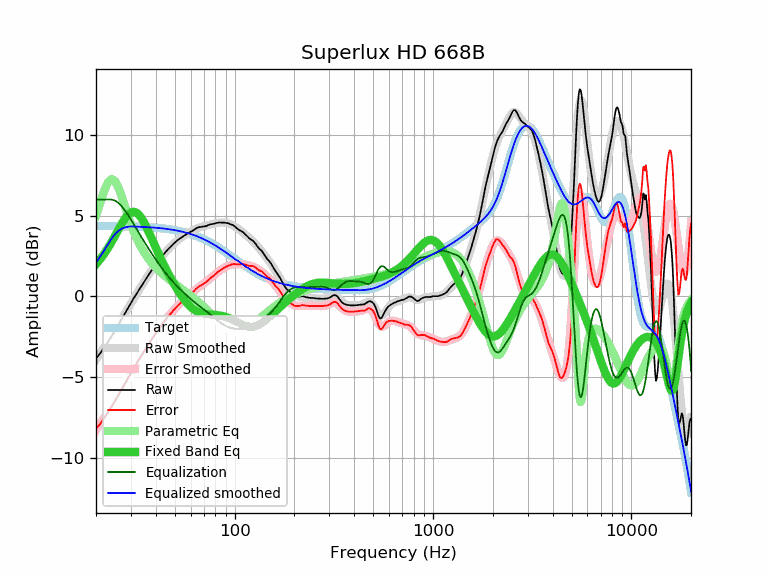 Superlux HD 668B
Amplitude (dBr)
10
5
0
−5
−10
Target
Raw Smoothed
Error Smoothed
Raw
Error
Parametric Eq
Fixed Band Eq
Equalization
Equalized smoothed
100
1000
10000
Frequency (Hz)